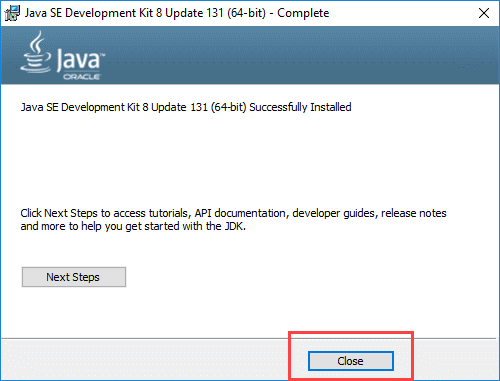 Java SE Development Kit 8 Update 131 (64-bit) - Complete
Java™
ORACLE
Java SE Development Kit 8 Update 131 (64-bit) Successfully Installed
Click Next Steps to access tutorials, API documentation, developer guides, release notes
and more to help you get started with the JDK.
Next Steps
Close